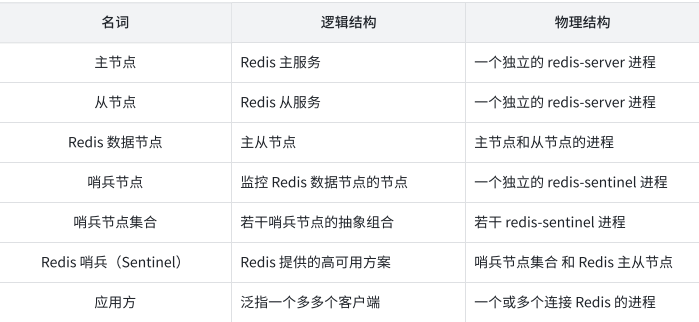 名词 逻辑结构 物理结构
主节点 Redis 主服务 一个独立的 redis-server 进程
从节点 Redis 从服务 一个独立的 redis-server 进程
Redis 数据节点 主从节点 主节点和从节点的进程
哨兵节点 监控 Redis 数据节点的节点 一个独立的 redis-sentinel 进程
哨兵节点集合 若干哨兵节点的抽象组合 若干 redis-sentinel 进程
Redis 哨兵（Sentinel） Redis 提供的高可用方案 哨兵节点集合 和 Redis 主从节点
应用方 泛指一个多多个客户端 一个或多个连接 Redis 的进程